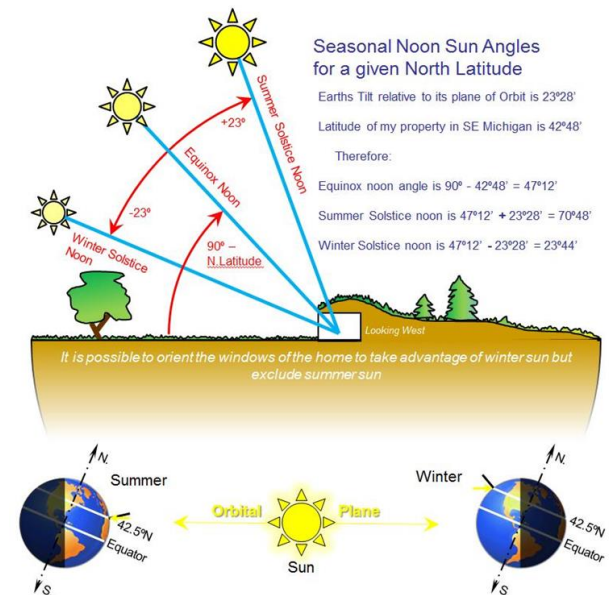 Seasonal Noon Sun Angles
for a given North Latitude
Earths Tilt relative to its plane of Orbit is 23º28'
Latitude of my property in SE Michigan is 42º48'
Therefore:
Equinox noon angle is 90º - 42º48' = 47º12'
Summer Solstice noon is 47º12' + 23º28' = 70º48'
Winter Solstice noon is 47º12' - 23º28' = 23º44'
Summer Solstice Noon
+23º
Equinox Noon
-23º
Winter Solstice
Noon
90º –
N.Latitude
Looking West
It is possible to orient the windows of the home to take advantage of winter sun but
exclude summer sun
N.
Summer
42.5ºN
Equator
S
Orbital Plane
Sun
N.
Winter
42.5ºN
Equator
S